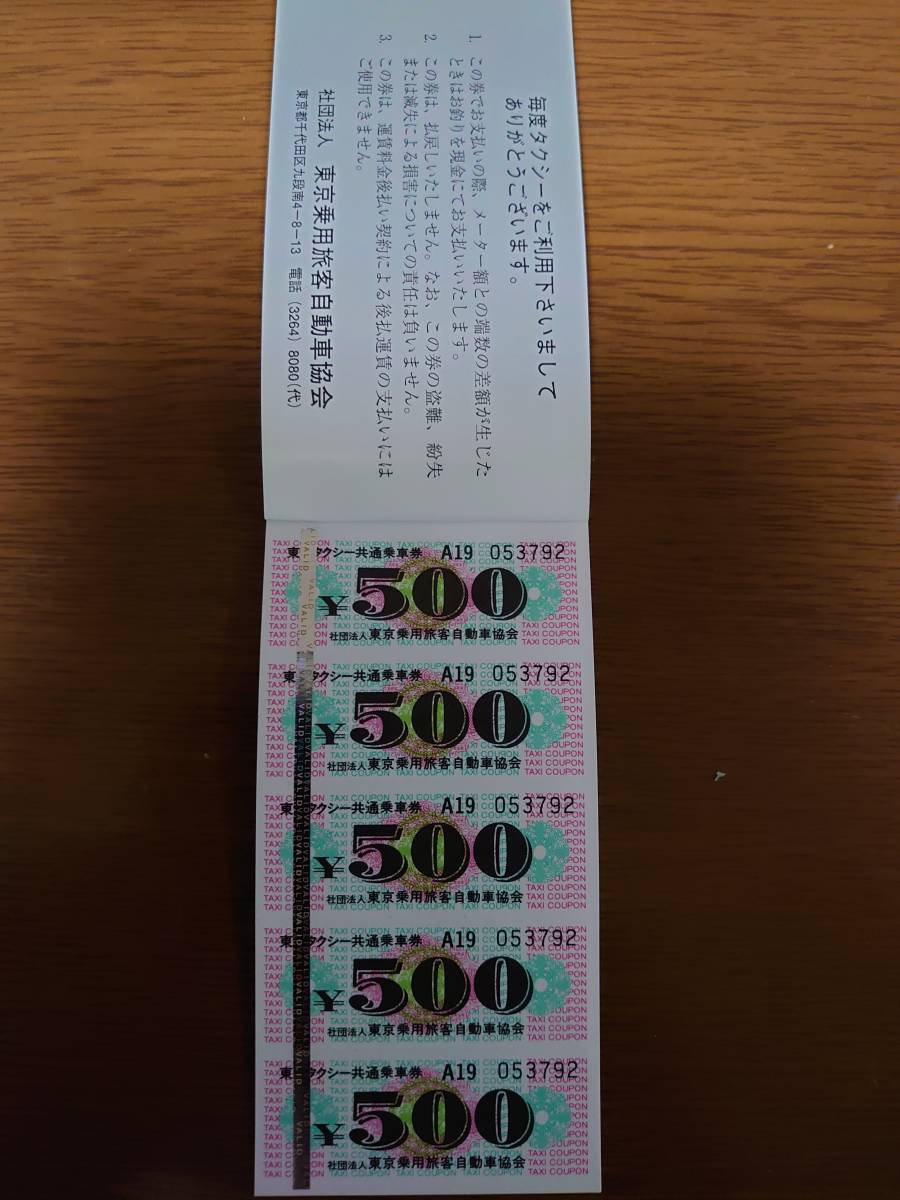 毎度タクシーをご利用下さいまして
ありがとうございます。
1. この券でお支払いの際、メーター額との端数の差額が生じた
ときはお釣りを現金にてお支払いいたします。
2. この券は、払戻しいたしません。なお、この券の盗難、紛失
または滅失による損害についての責任は負いません。
3. この券は、運賃料金後払い契約による後払運賃の支払いには
ご使用できません。
社団法人 東京乗用旅客自動車協会
東京都千代田区九段南4-8-13 電話 (3264) 8080(代)
東 タクシー共通乗車券 A19 053792
¥500
社団法人東京乗用旅客自動車協会
東 タクシー共通乗車券 A19 053792
¥500
社団法人東京乗用旅客自動車協会
東 タクシー共通乗車券 A19 053792
¥500
社団法人東京乗用旅客自動車協会
東 タクシー共通乗車券 A19 053792
¥500
社団法人東京乗用旅客自動車協会
東 タクシー共通乗車券 A19 053792
¥500
社団法人東京乗用旅客自動車協会
TAXI COUPON
VALID